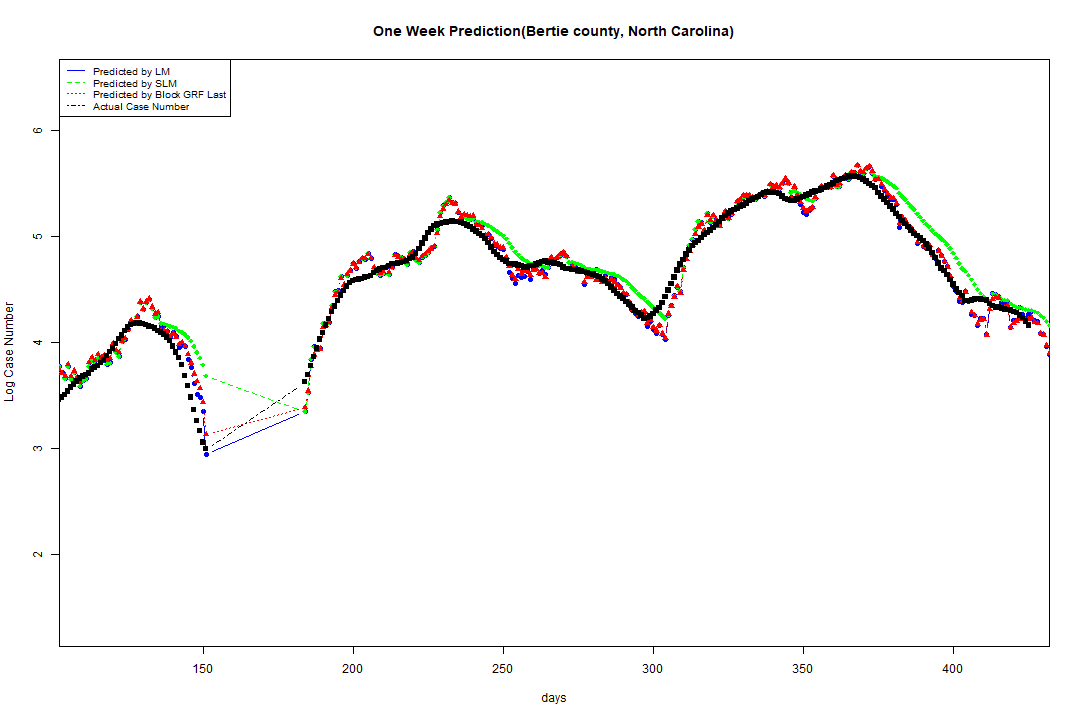 One Week Prediction(Bertie county, North Carolina)
Predicted by LM
Predicted by SLM
Predicted by Block GRF Last
Actual Case Number
6
5
4
3
2
Log Case Number
150 200 250 300 350 400
days